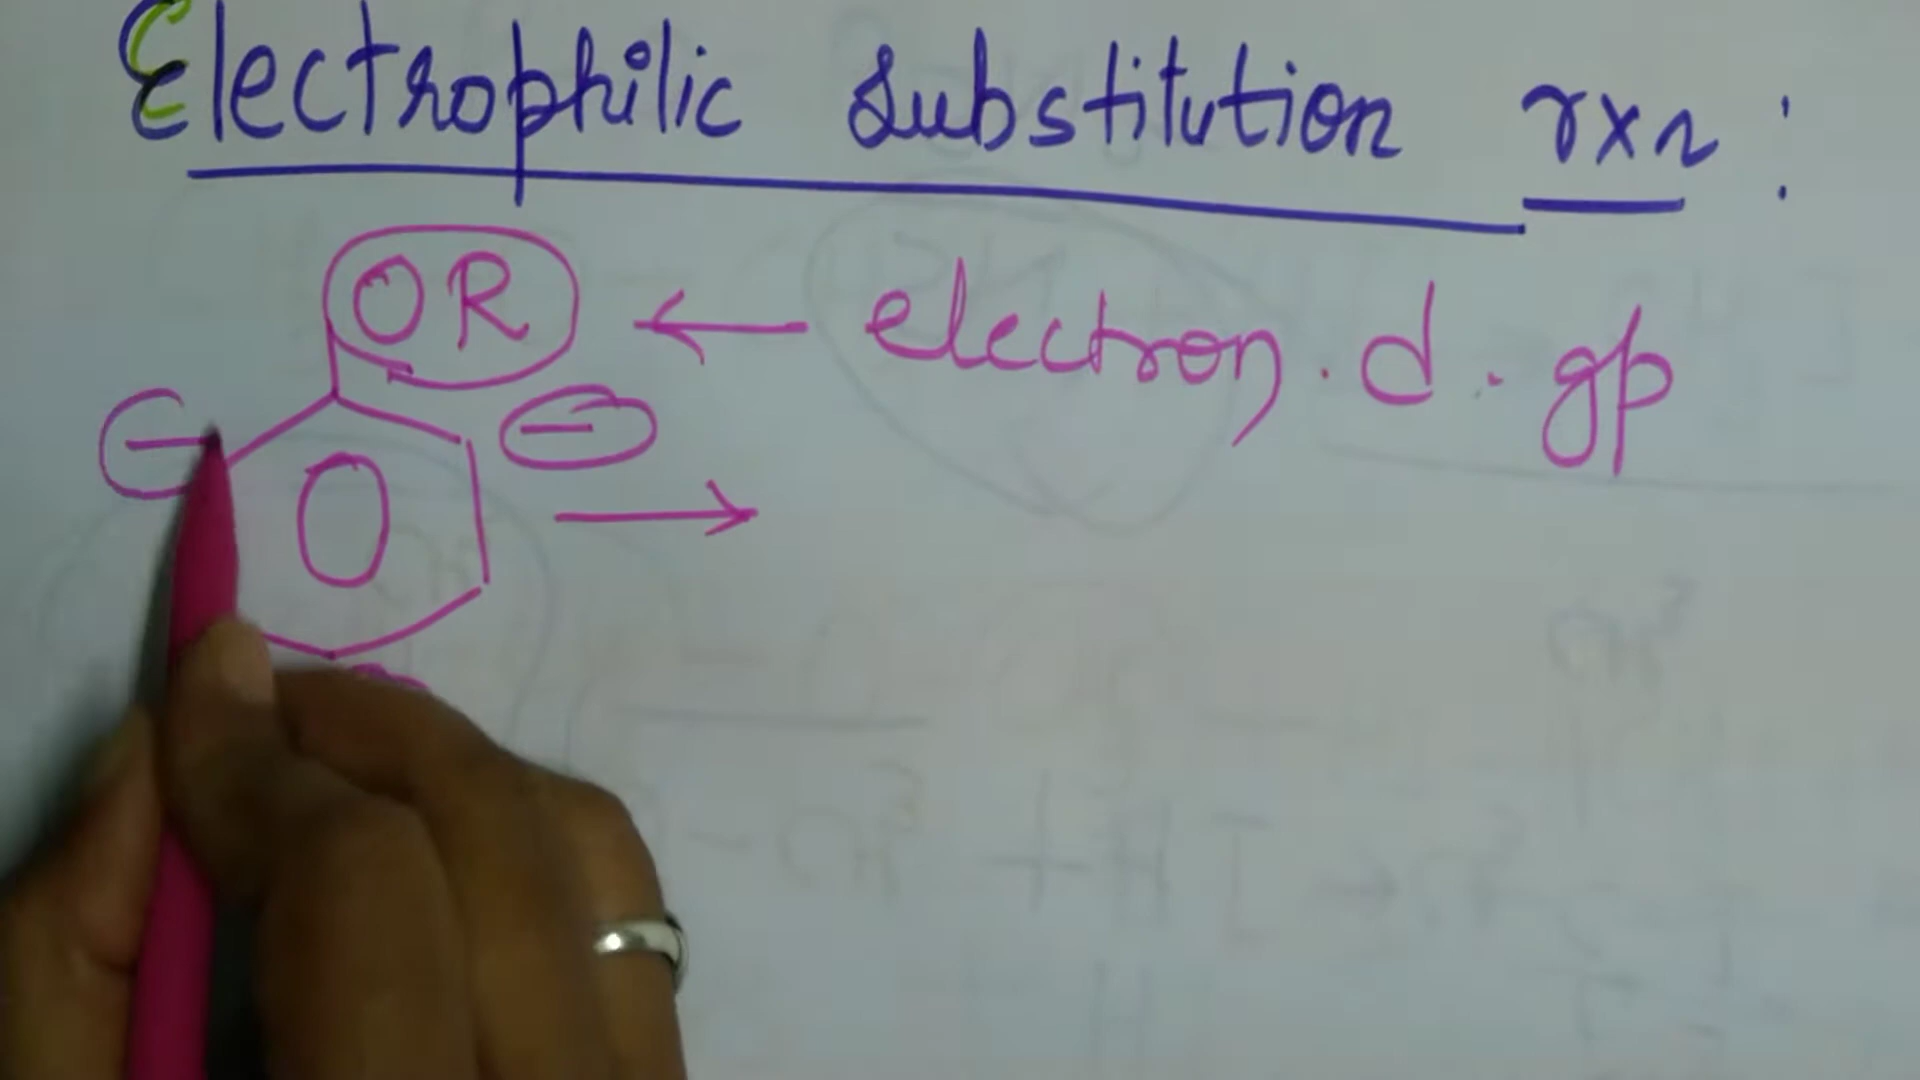 Electrophilic substitution rxn :
OR ← electron. d. gp